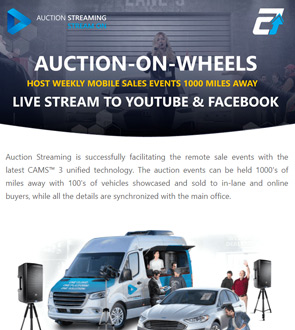 AUCTION STREAMING
AUCTION-ON-WHEELS
HOST WEEKLY MOBILE SALES EVENTS 1000 MILES AWAY
LIVE STREAM TO YOUTUBE & FACEBOOK
Auction Streaming is successfully facilitating the remote sale events with the
latest CAMS™ 3 unified technology. The auction events can be held 1000's of
miles away with 100's of vehicles showcased and sold to in-lane and online
buyers, while all the details are synchronized with the main office.